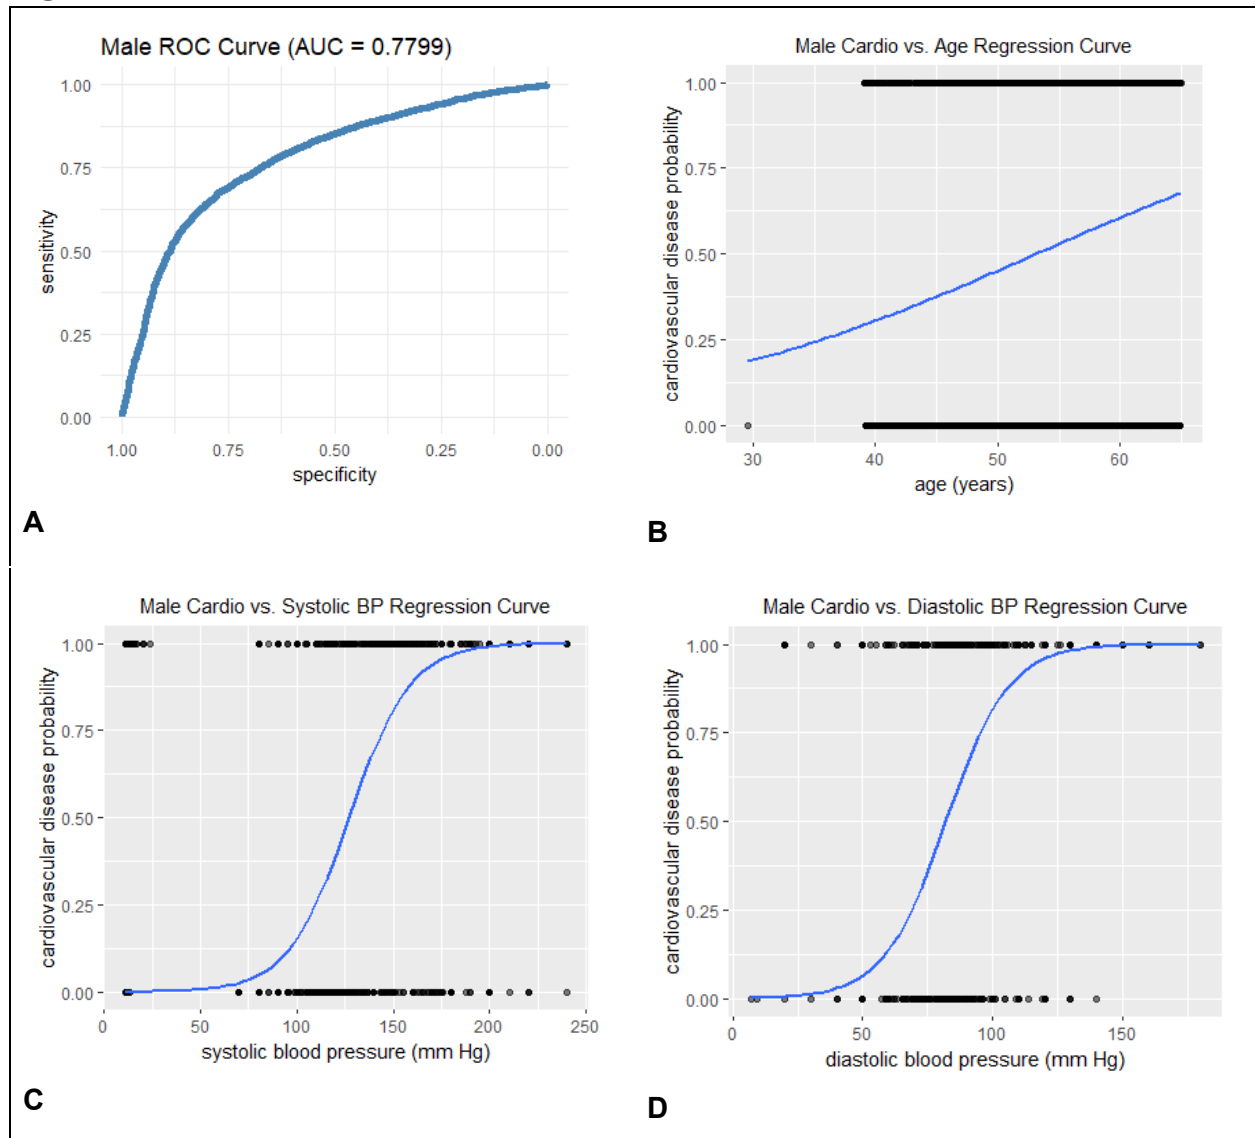 Male ROC Curve (AUC = 0.7799)
1.00
0.75
0.50
0.25
0.00
sensitivity
1.00 0.75 0.50 0.25 0.00
specificity
A
Male Cardio vs. Age Regression Curve
1.00
0.75
0.50
0.25
0.00
cardiovascular disease probability
30 40 50 60
age (years)
B
Male Cardio vs. Systolic BP Regression Curve
1.00
0.75
0.50
0.25
0.00
cardiovascular disease probability
0 50 100 150 200 250
systolic blood pressure (mm Hg)
C
Male Cardio vs. Diastolic BP Regression Curve
1.00
0.75
0.50
0.25
0.00
cardiovascular disease probability
0 50 100 150
diastolic blood pressure (mm Hg)
D